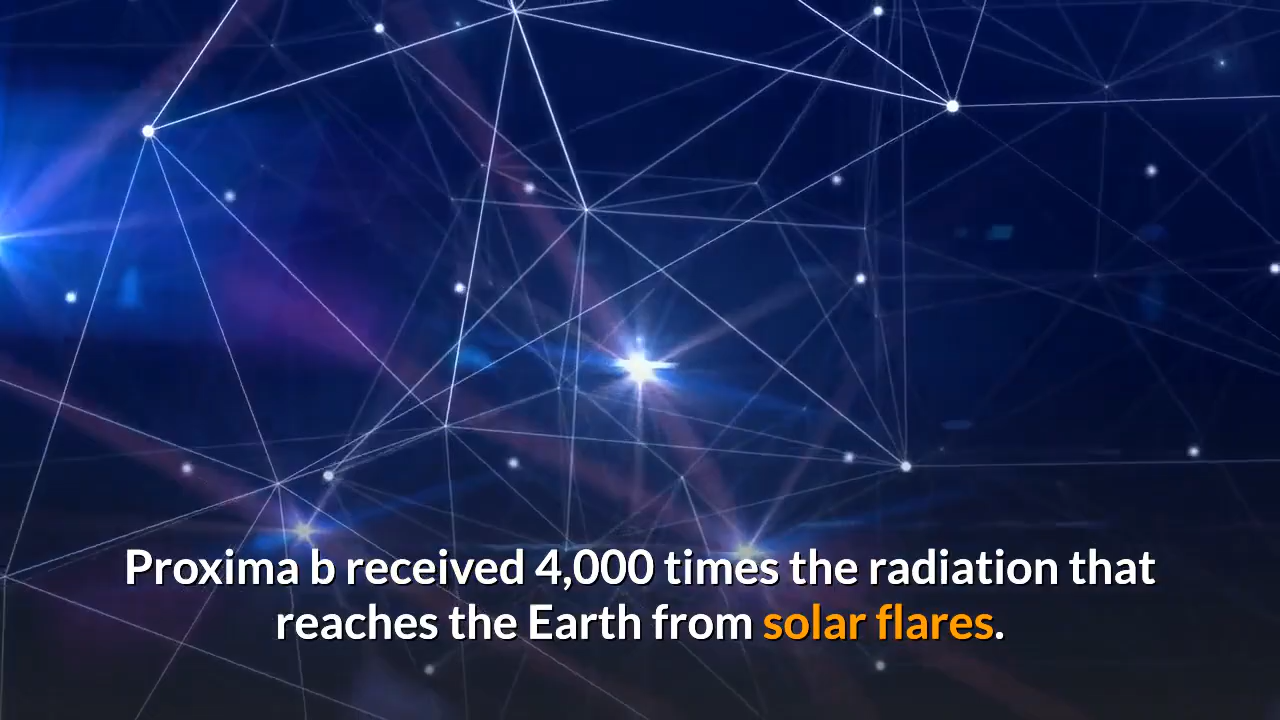 Proxima b received 4,000 times the radiation that
reaches the Earth from solar flares.